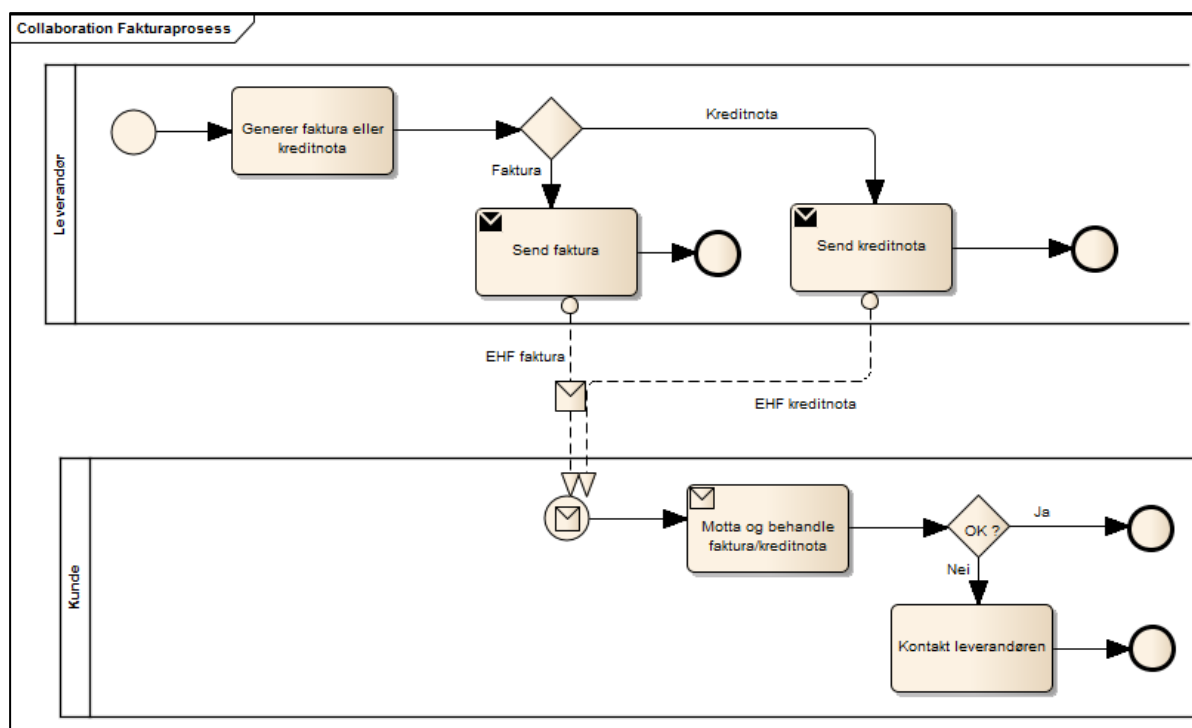 Collaboration Fakturaprosess
Leverandør
Generer faktura eller
kreditnota
Kreditnota
Faktura
Send faktura
Send kreditnota
EHF faktura
EHF kreditnota
Kunde
Motta og behandle
faktura/kreditnota
OK ?
Ja
Nei
Kontakt leverandøren